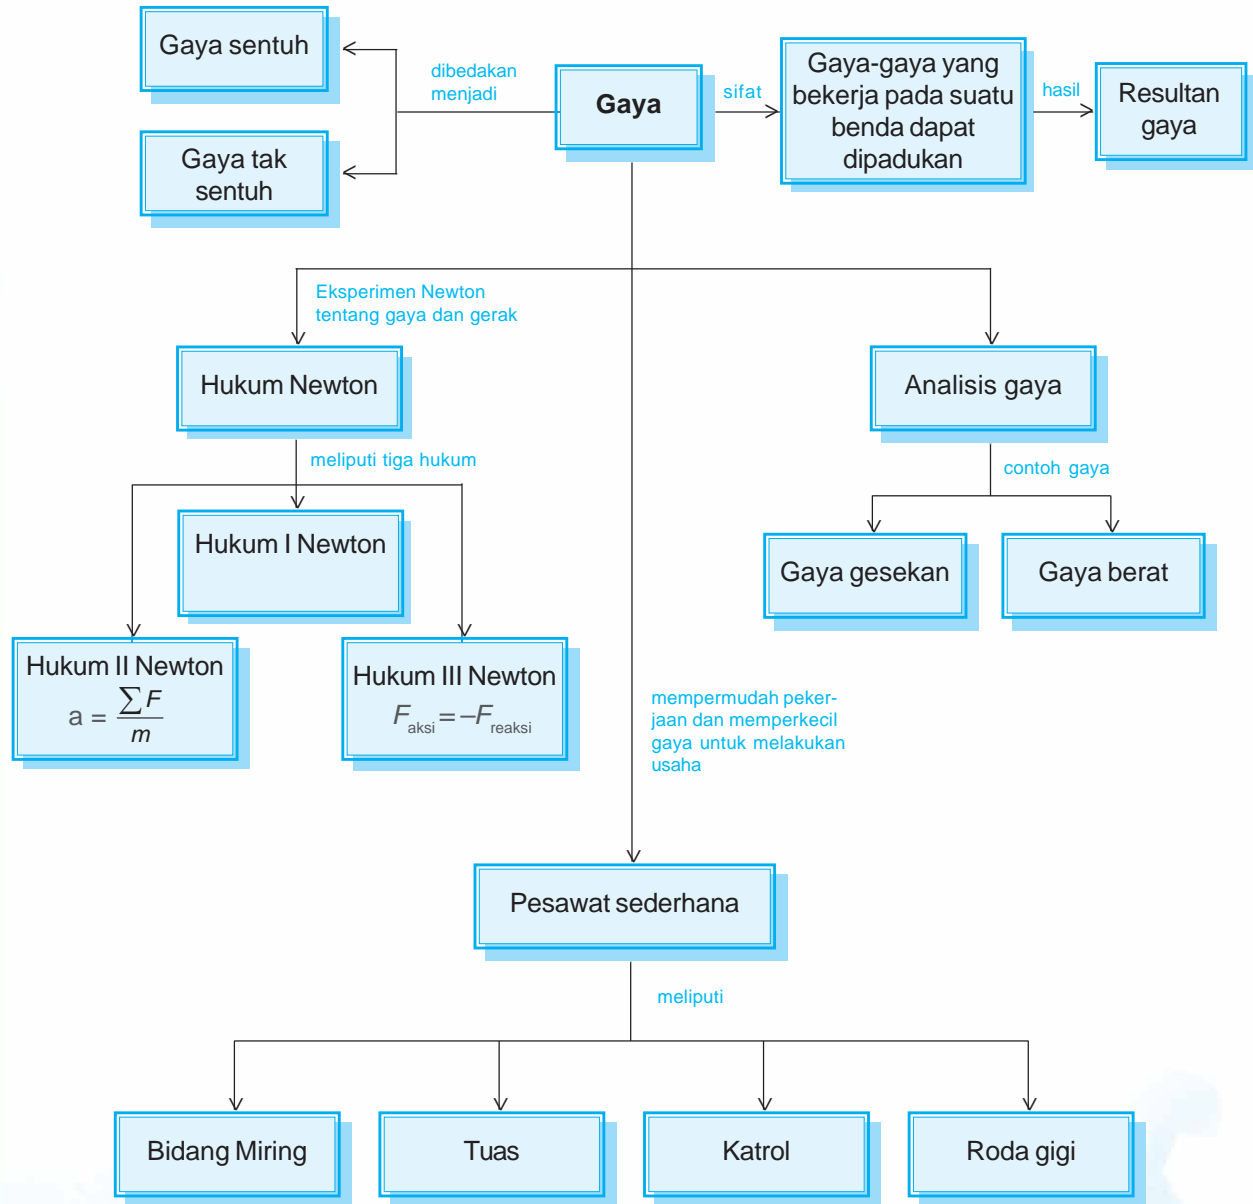 Gaya sentuh
Gaya tak
sentuh
dibedakan
menjadi
Gaya
sifat
Gaya-gaya yang
bekerja pada suatu
benda dapat
dipadukan
hasil
Resultan
gaya
Eksperimen Newton
tentang gaya dan gerak
Hukum Newton
meliputi tiga hukum
Hukum I Newton
Hukum II Newton
a = ∑F/m
Hukum III Newton
F_aksi = –F_reaksi
Analisis gaya
contoh gaya
Gaya gesekan
Gaya berat
mempermudah peker-
jaan dan memperkecil
gaya untuk melakukan
usaha
Pesawat sederhana
meliputi
Bidang Miring
Tuas
Katrol
Roda gigi